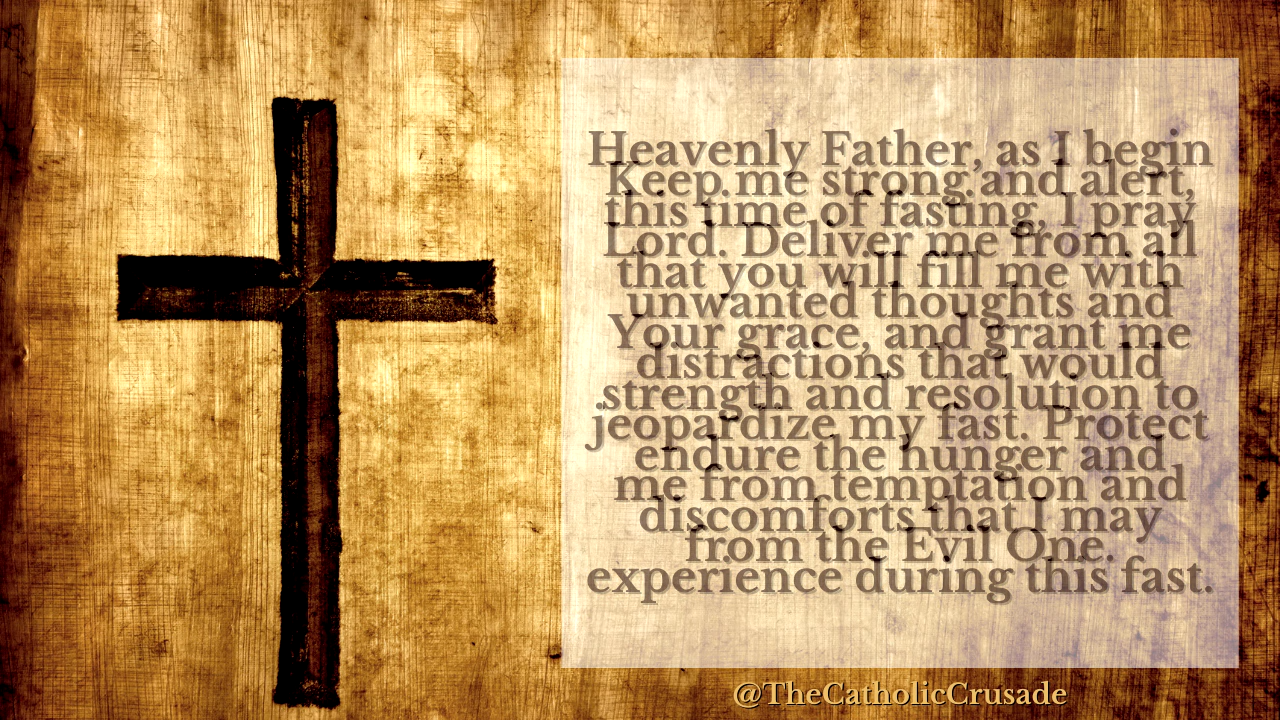 Heavenly Father, as I begin
Keep me strong and alert,
this time of fasting, I pray
Lord. Deliver me from all
that you will fill me with
unwanted thoughts and
Your grace, and grant me
distractions that would
strength and resolution to
jeopardize my fast. Protect
endure the hunger and
me from temptation and
discomforts that I may
from the Evil One.
experience during this fast.
@TheCatholicCrusade